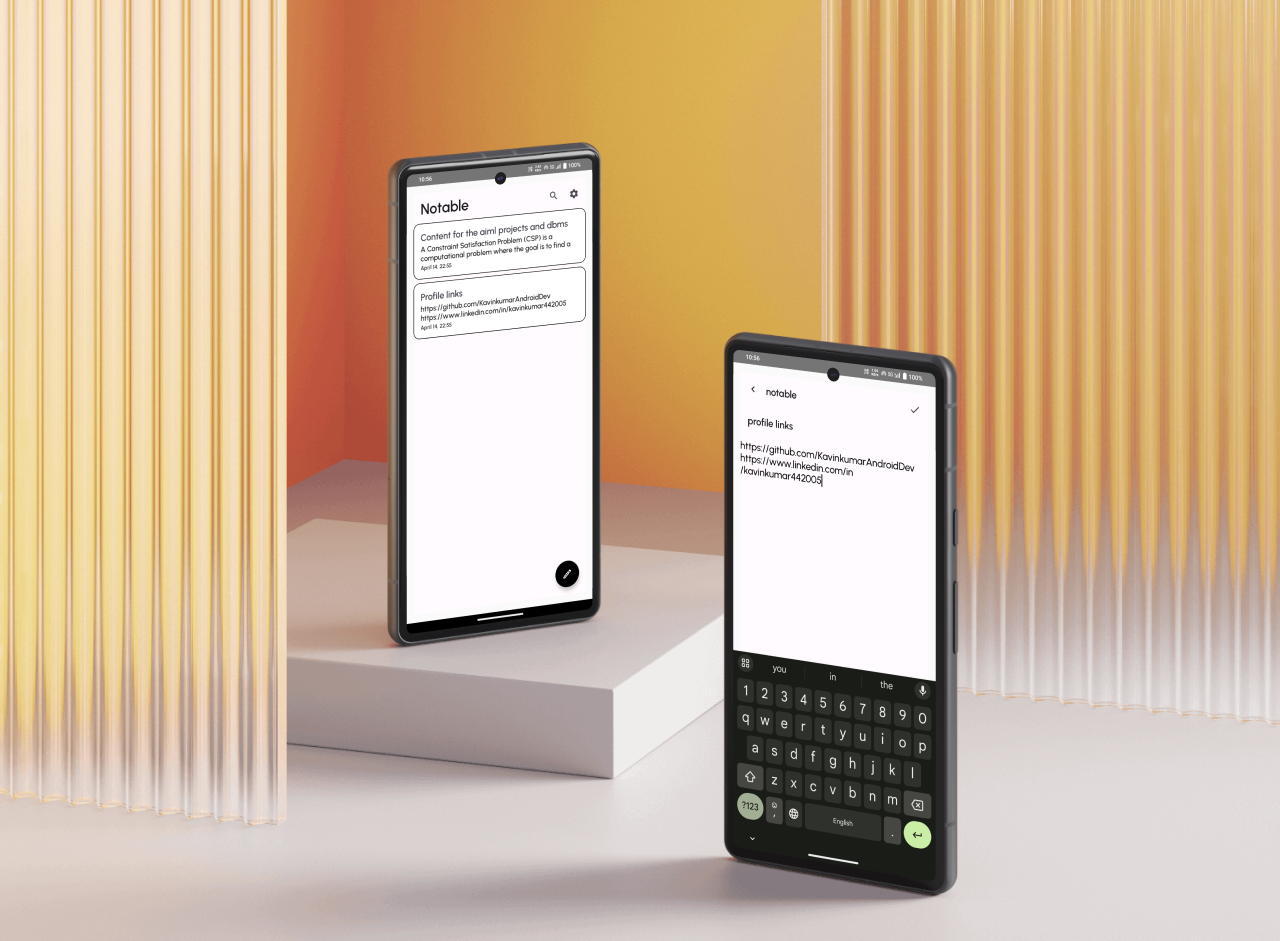 10:56
5G
100%
Notable
Content for the aiml projects and dbms
A Constraint Satisfaction Problem (CSP) is a
computational problem where the goal is to find a
April 14, 22:55
Profile links
https://github.com/KavinkumarAndroidDev
https://www.linkedin.com/in/kavinkumar442005
April 14, 22:55
10:56
5G
100%
notable
profile links
https://github.com/KavinkumarAndroidDev
https://www.linkedin.com/in
/kavinkumar442005
you in the
1 2 3 4 5 6 7 8 9 0
q w e r t y u i o p
a s d f g h j k l
z x c v b n m
?123 , English .